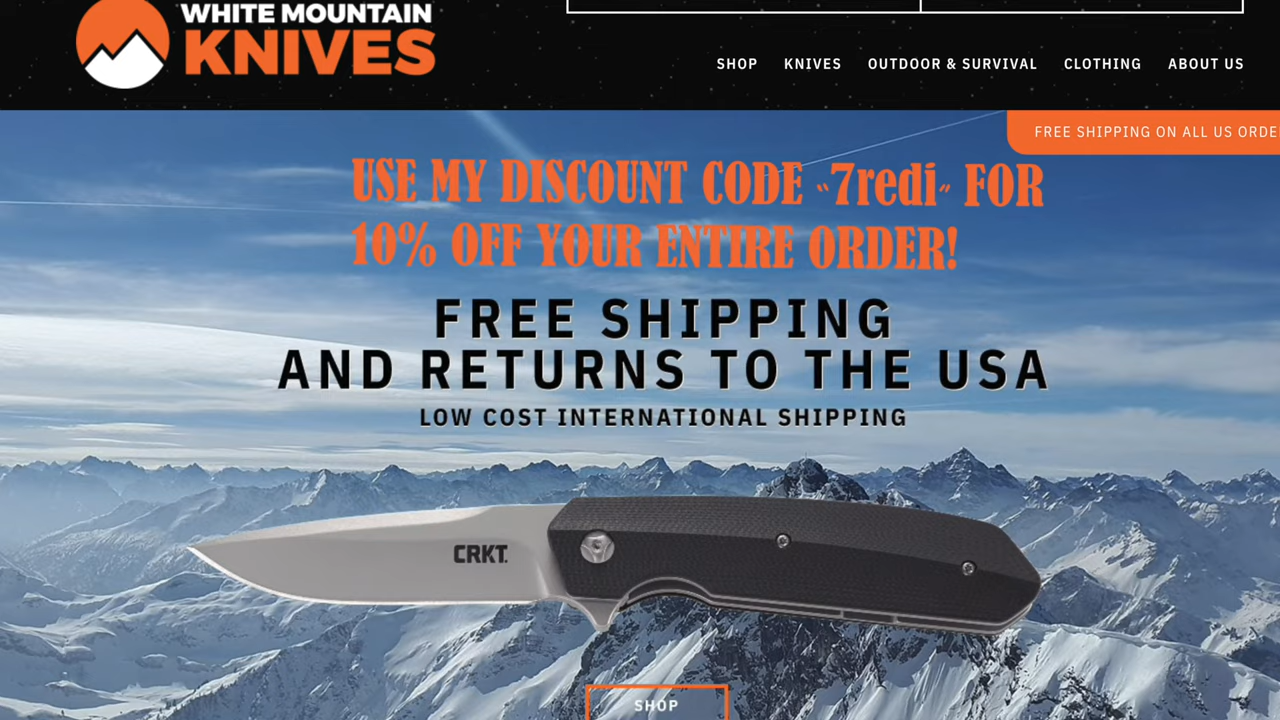 WHITE MOUNTAIN
KNIVES
SHOP KNIVES OUTDOOR & SURVIVAL CLOTHING ABOUT US
FREE SHIPPING ON ALL US ORDE
USE MY DISCOUNT CODE "7redi" FOR
10% OFF YOUR ENTIRE ORDER!
FREE SHIPPING
AND RETURNS TO THE USA
LOW COST INTERNATIONAL SHIPPING
CRKT.
SHOP